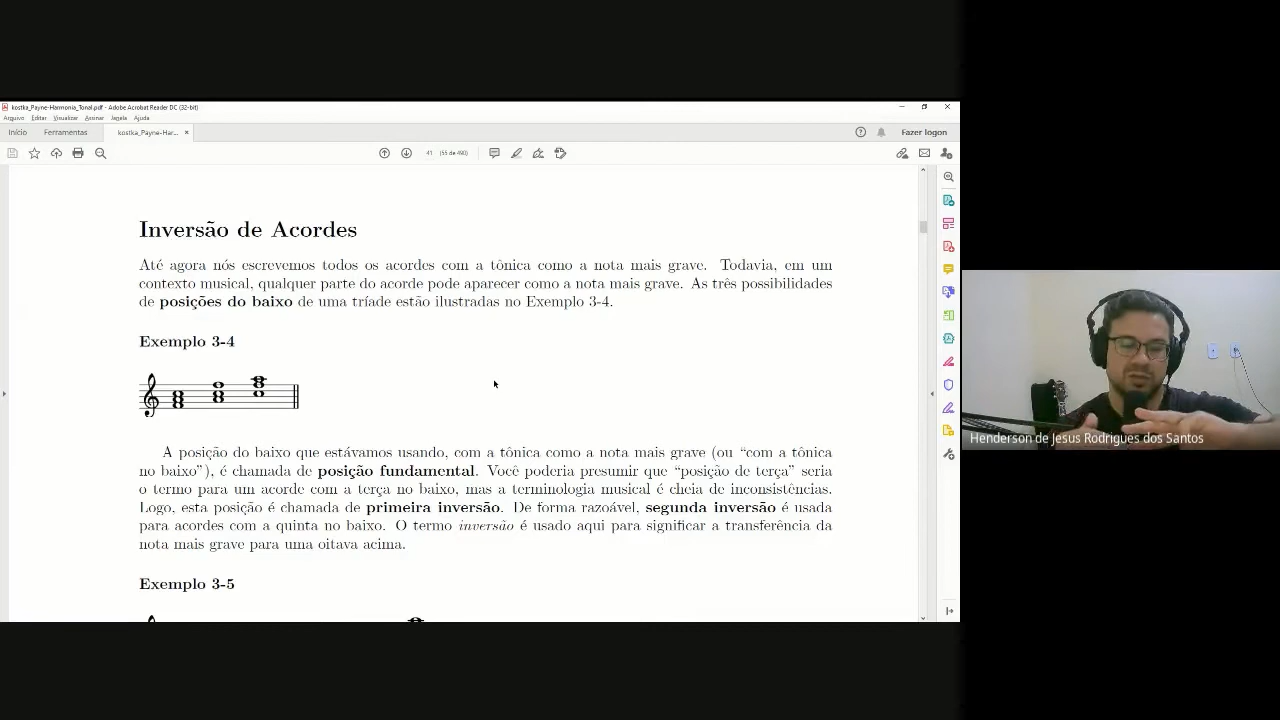 kostka_Payne-Harmonia_Tonal.pdf - Adobe Acrobat Reader DC (32-bit)
Arquivo Editar Visualizar Assinar Janela Ajuda
Início Ferramentas kostka_Payne-Har... × Fazer logon
41 (55 de 490)
Inversão de Acordes
Até agora nós escrevemos todos os acordes com a tônica como a nota mais grave. Todavia, em um
contexto musical, qualquer parte do acorde pode aparecer como a nota mais grave. As três possibilidades
de posições do baixo de uma tríade estão ilustradas no Exemplo 3-4.
Exemplo 3-4
A posição do baixo que estávamos usando, com a tônica como a nota mais grave (ou “com a tônica
no baixo”), é chamada de posição fundamental. Você poderia presumir que “posição de terça” seria
o termo para um acorde com a terça no baixo, mas a terminologia musical é cheia de inconsistências.
Logo, esta posição é chamada de primeira inversão. De forma razoável, segunda inversão é usada
para acordes com a quinta no baixo. O termo inversão é usado aqui para significar a transferência da
nota mais grave para uma oitava acima.
Exemplo 3-5
Henderson de Jesus Rodrigues dos Santos